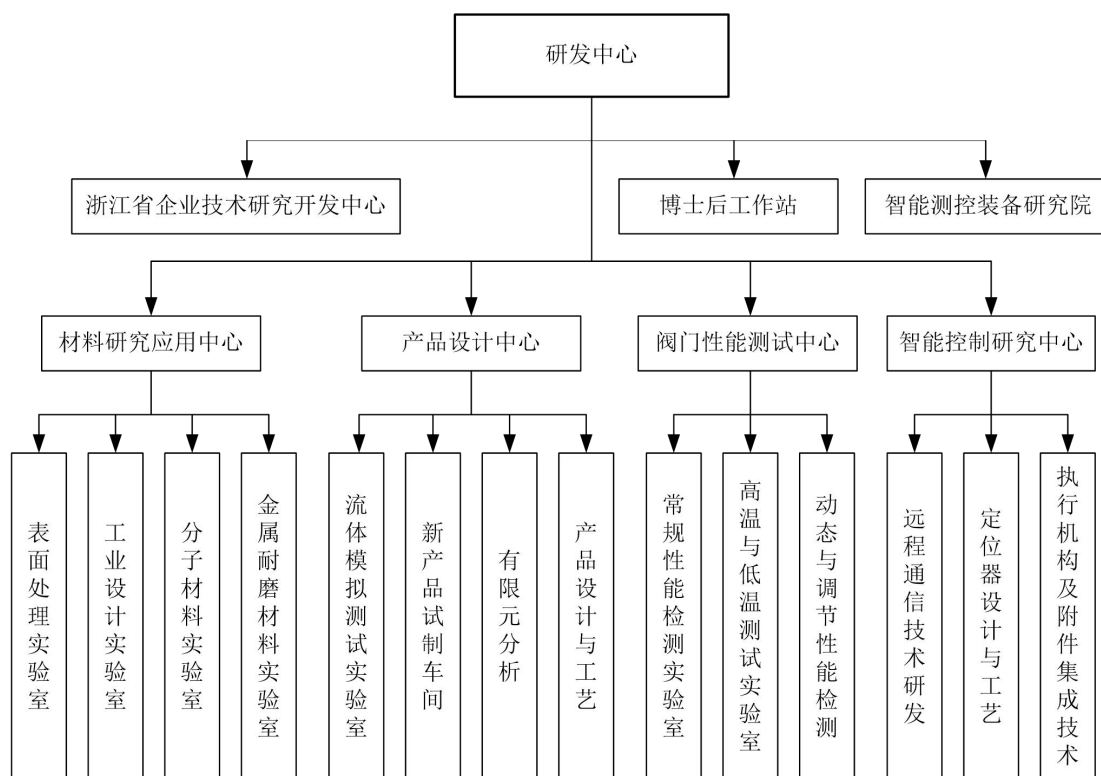 研发中心
浙江省企业技术研究开发中心
博士后工作站
智能测控装备研究院
材料研究应用中心
产品设计中心
阀门性能测试中心
智能控制研究中心
表面处理实验室
工业设计实验室
分子材料实验室
金属耐磨材料实验室
流体模拟测试实验室
新产品试制车间
有限元分析
产品设计与工艺
常规性能检测实验室
高温与低温测试实验室
动态与调节性能检测
远程通信技术研发
定位器设计与工艺
执行机构及附件集成技术